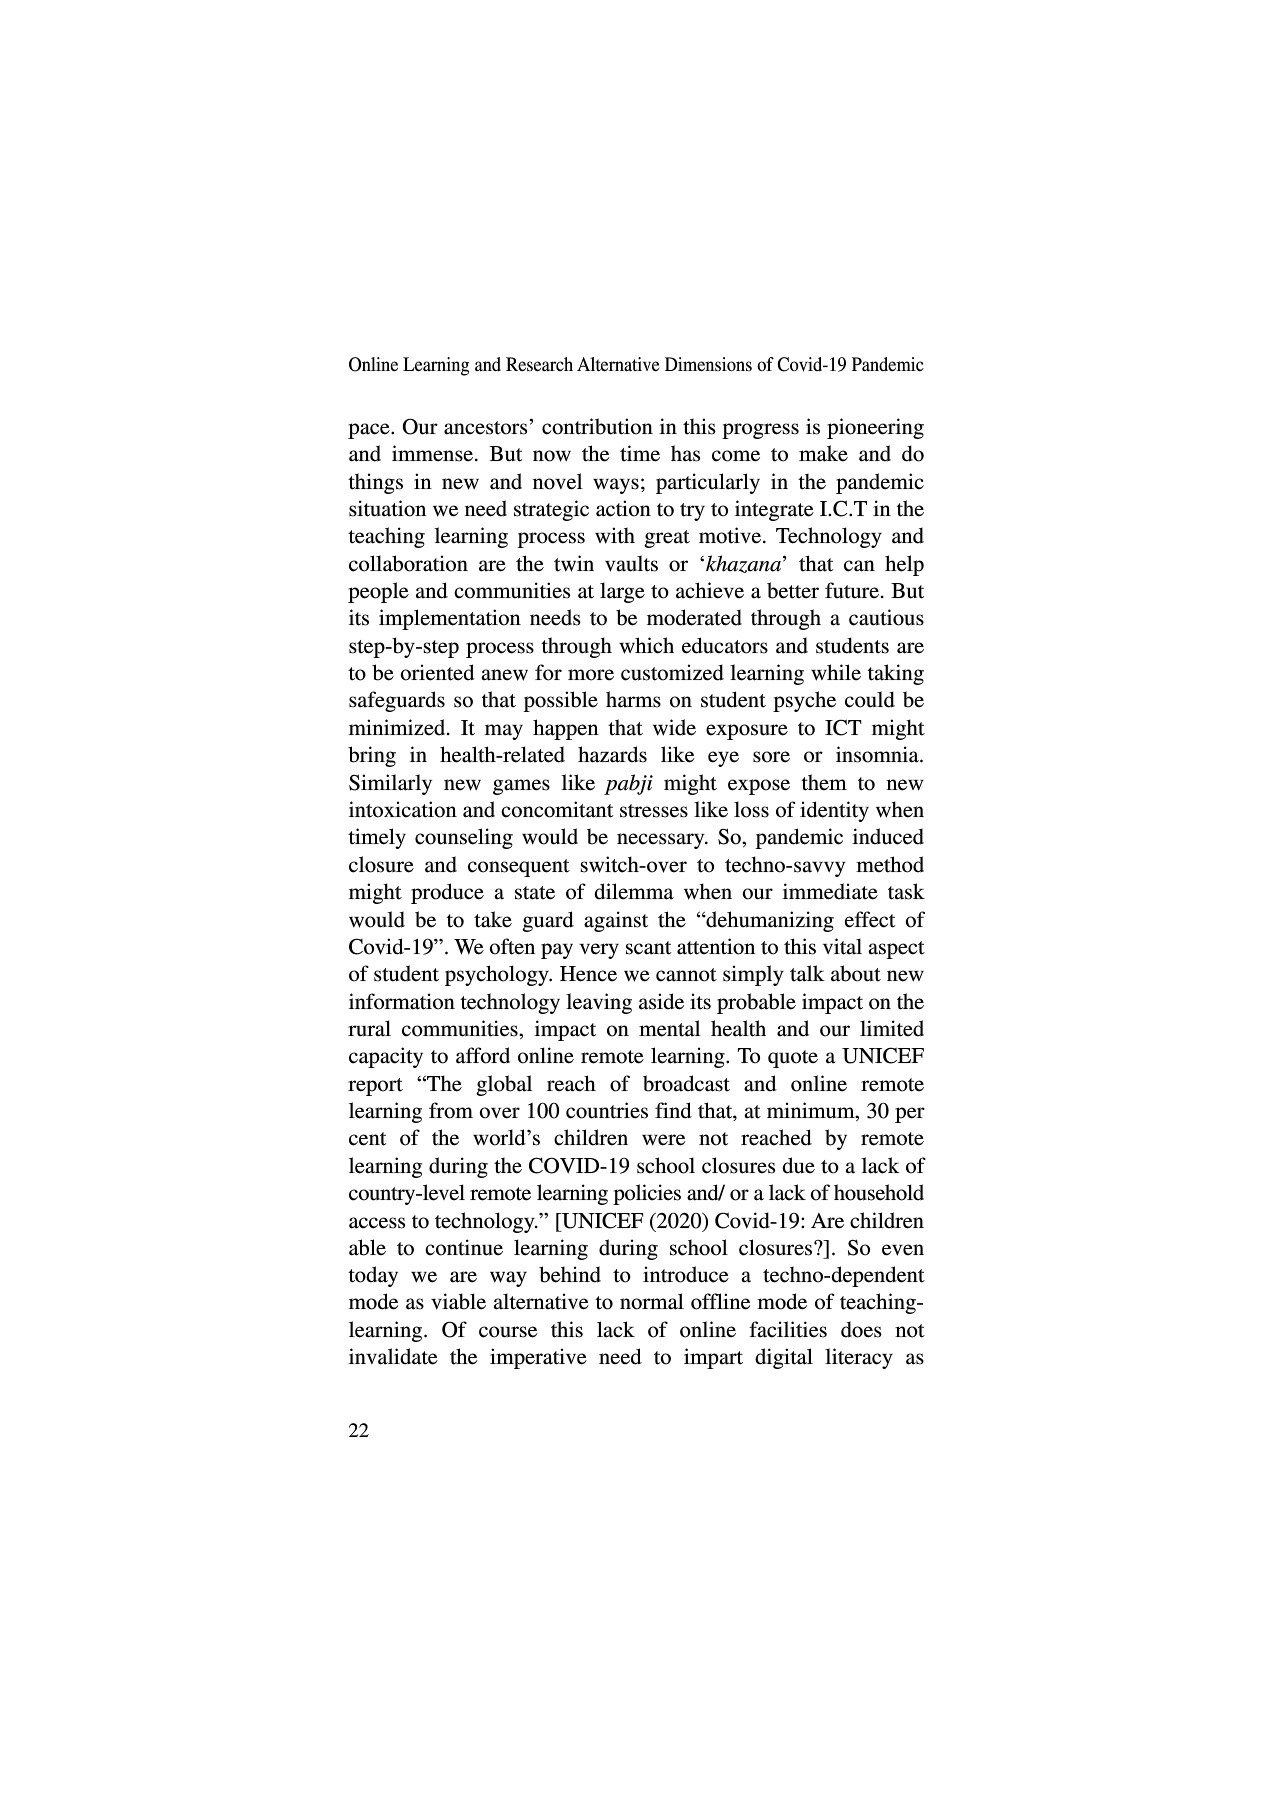 Online Learning and Research Alternative Dimensions of Covid-19 Pandemic
pace. Our ancestors’ contribution in this progress is pioneering
and immense. But now the time has come to make and do
things in new and novel ways; particularly in the pandemic
situation we need strategic action to try to integrate I.C.T in the
teaching learning process with great motive. Technology and
collaboration are the twin vaults or ‘khazana’ that can help
people and communities at large to achieve a better future. But
its implementation needs to be moderated through a cautious
step-by-step process through which educators and students are
to be oriented anew for more customized learning while taking
safeguards so that possible harms on student psyche could be
minimized. It may happen that wide exposure to ICT might
bring in health-related hazards like eye sore or insomnia.
Similarly new games like pabji might expose them to new
intoxication and concomitant stresses like loss of identity when
timely counseling would be necessary. So, pandemic induced
closure and consequent switch-over to techno-savvy method
might produce a state of dilemma when our immediate task
would be to take guard against the “dehumanizing effect of
Covid-19”. We often pay very scant attention to this vital aspect
of student psychology. Hence we cannot simply talk about new
information technology leaving aside its probable impact on the
rural communities, impact on mental health and our limited
capacity to afford online remote learning. To quote a UNICEF
report “The global reach of broadcast and online remote
learning from over 100 countries find that, at minimum, 30 per
cent of the world’s children were not reached by remote
learning during the COVID-19 school closures due to a lack of
country-level remote learning policies and/ or a lack of household
access to technology.” [UNICEF (2020) Covid-19: Are children
able to continue learning during school closures?]. So even
today we are way behind to introduce a techno-dependent
mode as viable alternative to normal offline mode of teaching-
learning. Of course this lack of online facilities does not
invalidate the imperative need to impart digital literacy as
22